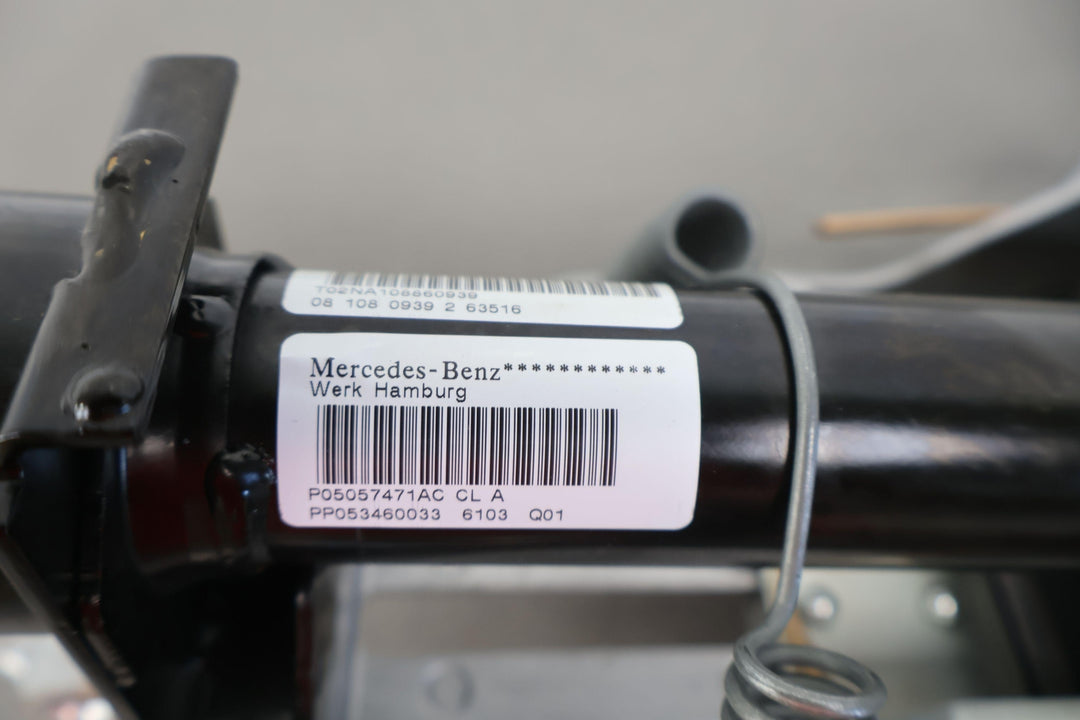 T02NA108860939
08 108 0939 2 63516
Mercedes-Benz************
Werk Hamburg
P05057471AC CL A
PP053460033 6103 Q01